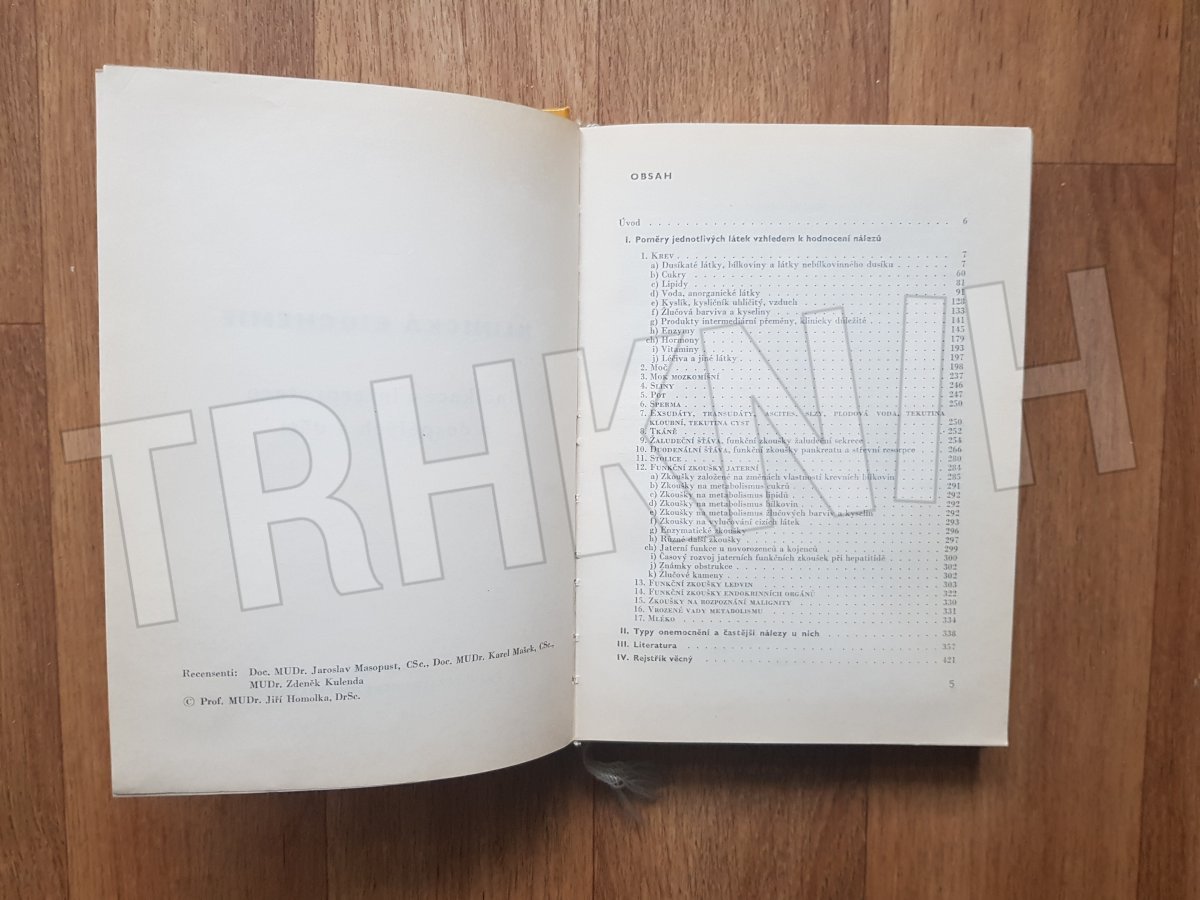 Recensenti: Doc. MUDr. Jaroslav Masopust, CSc., Doc. MUDr. Karel Mašek, CSc.,
MUDr. Zdeněk Kulenda
© Prof. MUDr. Jiří Homolka, DrSc.
OBSAH
Úvod . . . . . . . . . . 6
I. Poměry jednotlivých látek vzhledem k hodnocení nálezů
1. Krev . . . . . . . . . . 7
a) Dusíkaté látky, bílkoviny a látky nebílkovinného dusíku . . . . . 7
b) Cukry . . . . . . . . . . 60
c) Lipidy . . . . . . . . . . 81
d) Voda, anorganické látky . . . . . . . . . . 91
e) Kyslík, kysličník uhličitý, vzduch . . . . . . . . . . 128
f) Žlučová barviva a kyseliny . . . . . . . . . . 133
g) Produkty intermediární přeměny, klinicky důležité . . . . . 141
h) Enzymy . . . . . . . . . . 145
ch) Hormony . . . . . . . . . . 179
i) Vitaminy . . . . . . . . . . 193
j) Léčiva a jiné látky . . . . . . . . . . 197
2. Moč . . . . . . . . . . 198
3. Mok mozkomíšní . . . . . . . . . . 237
4. Sliny . . . . . . . . . . 246
5. Pot . . . . . . . . . . 247
6. Sperma . . . . . . . . . . 250
7. Exsudáty, transudáty, ascites, slzy, plodová voda, tekutina
kloubní, tekutina cyst . . . . . . . . . . 250
8. Tkáně . . . . . . . . . . 252
9. Žaludeční šťáva, funkční zkoušky žaludeční sekrece . . . . . 254
10. Duodenální šťáva, funkční zkoušky pankreatu a střevní resorpce 266
11. Stolice . . . . . . . . . . 280
12. Funkční zkoušky jaterní . . . . . . . . . . 284
a) Zkoušky založené na změnách vlastností krevních bílkovin . . . . . 285
b) Zkoušky na metabolismus cukrů . . . . . . . . . . 291
c) Zkoušky na metabolismus lipidů . . . . . . . . . . 292
d) Zkoušky na metabolismus bílkovin . . . . . . . . . . 292
e) Zkoušky na metabolismus žlučových barviv a kyselin . . . . . 292
f) Zkoušky na vylučování cizích látek . . . . . . . . . . 293
g) Enzymatické zkoušky . . . . . . . . . . 296
h) Různé další zkoušky . . . . . . . . . . 297
ch) Jaterní funkce u novorozenců a kojenců . . . . . . . . . . 299
i) Časový rozvoj jaterních funkčních zkoušek při hepatitidě . . . . . 300
j) Známky obstrukce . . . . . . . . . . 302
k) Žlučové kameny . . . . . . . . . . 302
13. Funkční zkoušky ledvin . . . . . . . . . . 303
14. Funkční zkoušky endokrinních orgánů . . . . . . . . . . 322
15. Zkoušky na rozpoznání malignity . . . . . . . . . . 330
16. Vrozené vady metabolismu . . . . . . . . . . 331
17. Mléko . . . . . . . . . . 334
II. Typy onemocnění a častější nálezy u nich . . . . . . . . . . 338
III. Literatura . . . . . . . . . . 357
IV. Rejstřík věcný . . . . . . . . . . 421
5
TRHKNIH